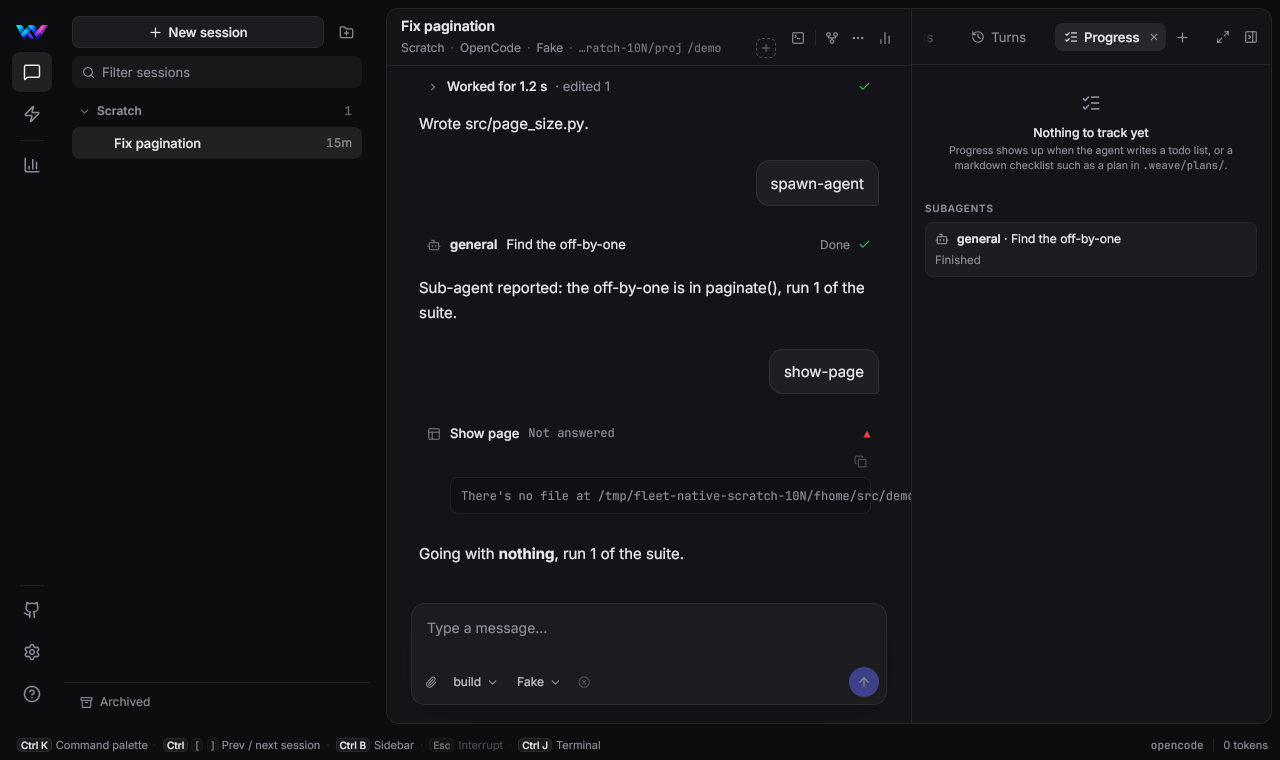 New session
Filter sessions
Scratch 1
Fix pagination 15m
Archived
Fix pagination
Scratch · OpenCode · Fake · …ratch-10N/proj /demo
Worked for 1.2 s · edited 1
Wrote src/page_size.py.
spawn-agent
general Find the off-by-one Done
Sub-agent reported: the off-by-one is in paginate(), run 1 of the
suite.
show-page
Show page Not answered
There's no file at /tmp/fleet-native-scratch-10N/fhome/src/demo
Going with nothing, run 1 of the suite.
Type a message...
build Fake
ts Turns Progress
Nothing to track yet
Progress shows up when the agent writes a todo list, or a
markdown checklist such as a plan in .weave/plans/.
SUBAGENTS
general · Find the off-by-one
Finished
Ctrl K Command palette · Ctrl [ ] Prev / next session · Ctrl B Sidebar · Esc Interrupt · Ctrl J Terminal
opencode 0 tokens